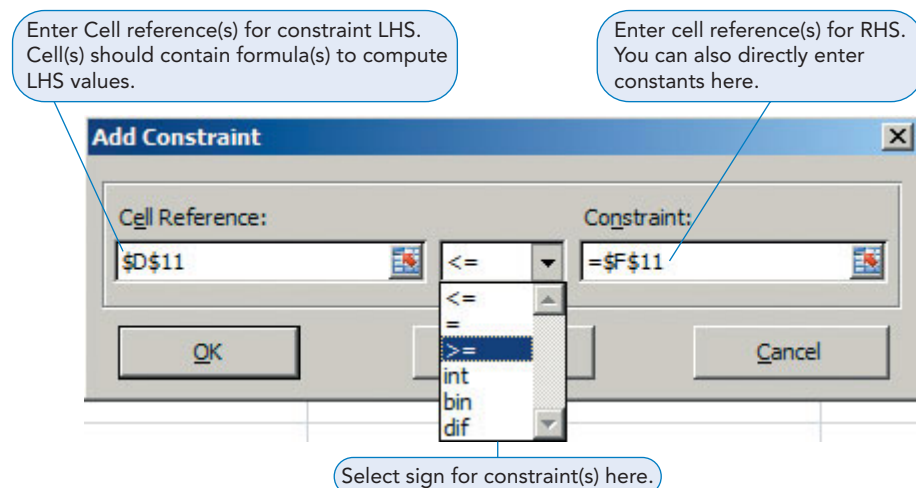 Enter Cell reference(s) for constraint LHS.
Cell(s) should contain formula(s) to compute
LHS values.
Enter cell reference(s) for RHS.
You can also directly enter
constants here.
Add Constraint
Cell Reference:
Constraint:
$D$11
<=
=$F$11
<=
=
>=
int
bin
dif
OK
Cancel
Select sign for constraint(s) here.